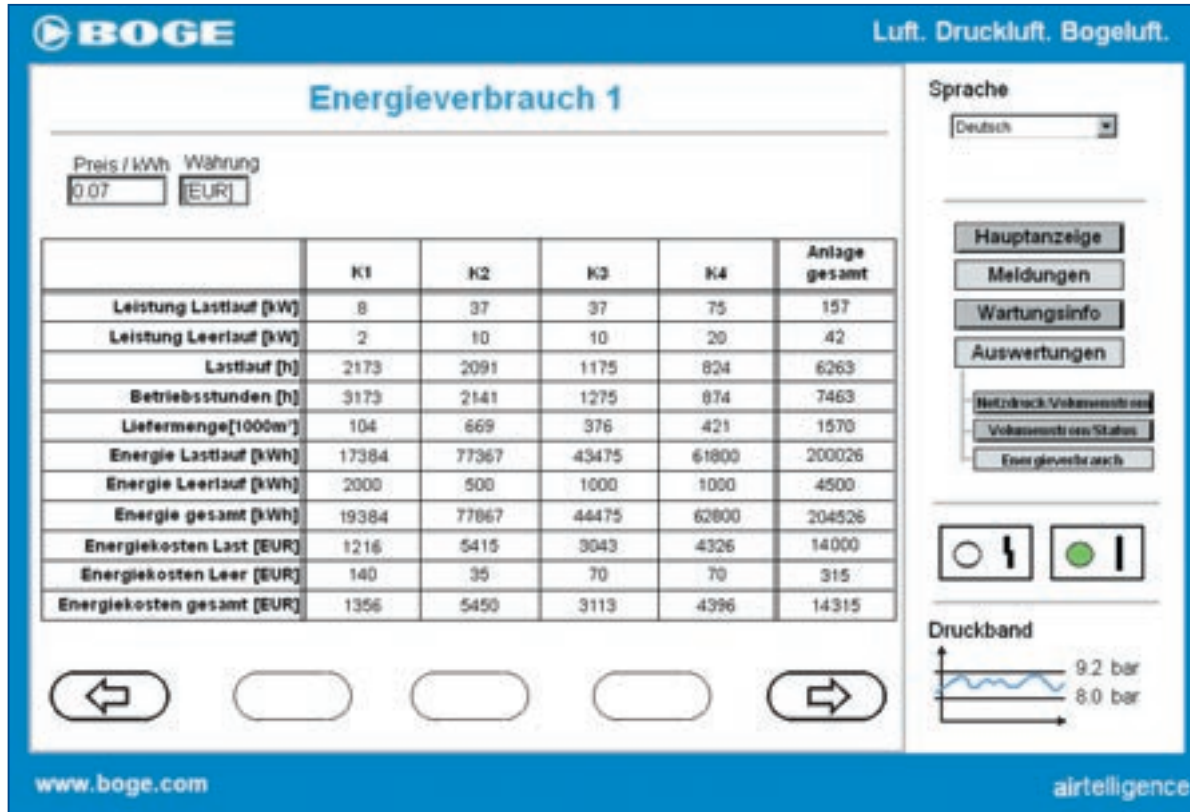 BOGE
Luft. Druckluft. Bogeluft.
Energieverbrauch 1
Preis / kWh Währung
0.07 [EUR]
K1 K2 K3 K4 Anlage gesamt
Leistung Lastlauf [kW] 8 37 37 75 157
Leistung Leerlauf [kW] 2 10 10 20 42
Lastlauf [h] 2173 2091 1175 824 6263
Betriebsstunden [h] 3173 2141 1275 874 7463
Liefermenge[1000m³] 104 669 376 421 1570
Energie Lastlauf [kWh] 17384 77367 43475 61800 200026
Energie Leerlauf [kWh] 2000 500 1000 1000 4500
Energie gesamt [kWh] 19384 77867 44475 62800 204526
Energiekosten Last [EUR] 1216 5415 3043 4326 14000
Energiekosten Leer [EUR] 140 35 70 70 315
Energiekosten gesamt [EUR] 1356 5450 3113 4396 14315
Sprache
Deutsch
Hauptanzeige
Meldungen
Wartungsinfo
Auswertungen
Netzdruck/Volumenstrom
Volumenstrom/Status
Energieverbrauch
Druckband
9.2 bar
8.0 bar
www.boge.com
airtelligence